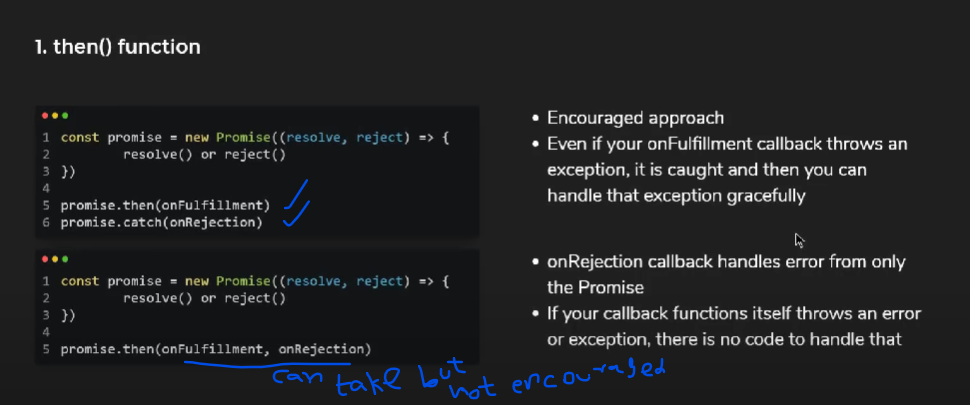 1. then() function
1 const promise = new Promise((resolve, reject) => {
2 resolve() or reject()
3 })
4
5 promise.then(onFulfillment)
6 promise.catch(onRejection)
• Encouraged approach
• Even if your onFulfillment callback throws an
exception, it is caught and then you can
handle that exception gracefully
1 const promise = new Promise((resolve, reject) => {
2 resolve() or reject()
3 })
4
5 promise.then(onFulfillment, onRejection)
• onRejection callback handles error from only
the Promise
• If your callback functions itself throws an error
or exception, there is no code to handle that
can take but not encouraged